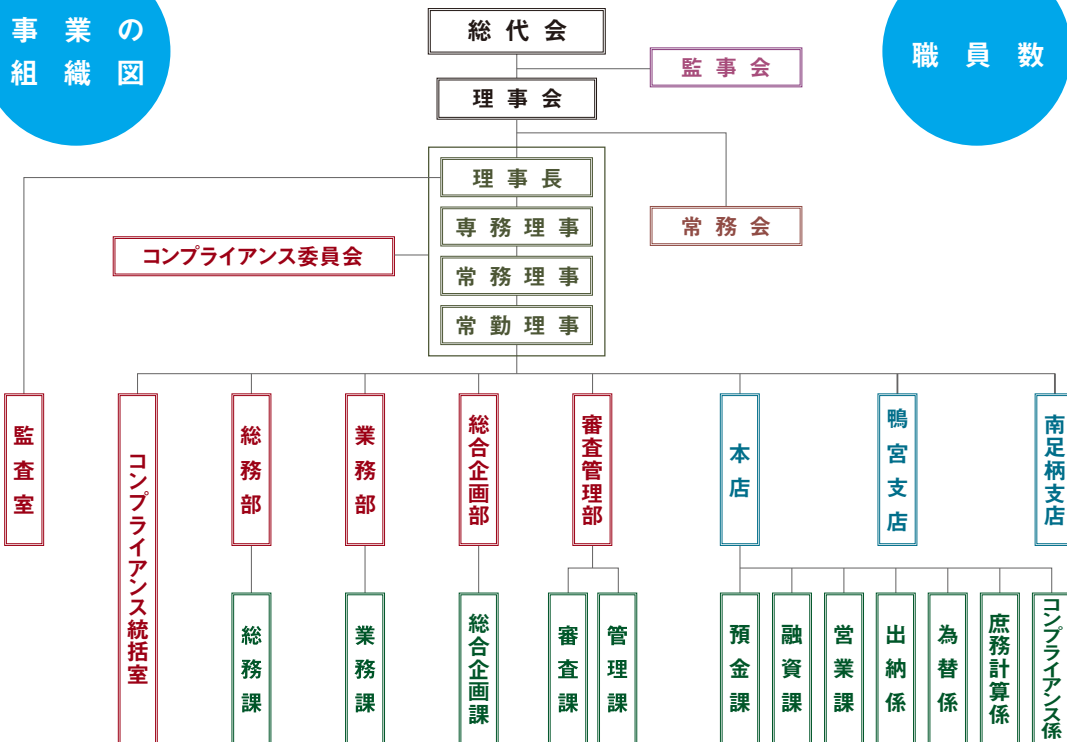 事業の
組織図
職員数
総代会
監事会
理事会
理事長
専務理事
常務会
コンプライアンス委員会
常務理事
常勤理事
監査室
コンプライアンス統括室
総務部
業務部
総合企画部
審査管理部
本店
鴨宮支店
南足柄支店
総務課
業務課
総合企画課
審査課
管理課
預金課
融資課
営業課
出納係
為替係
庶務計算係
コンプライアンス係